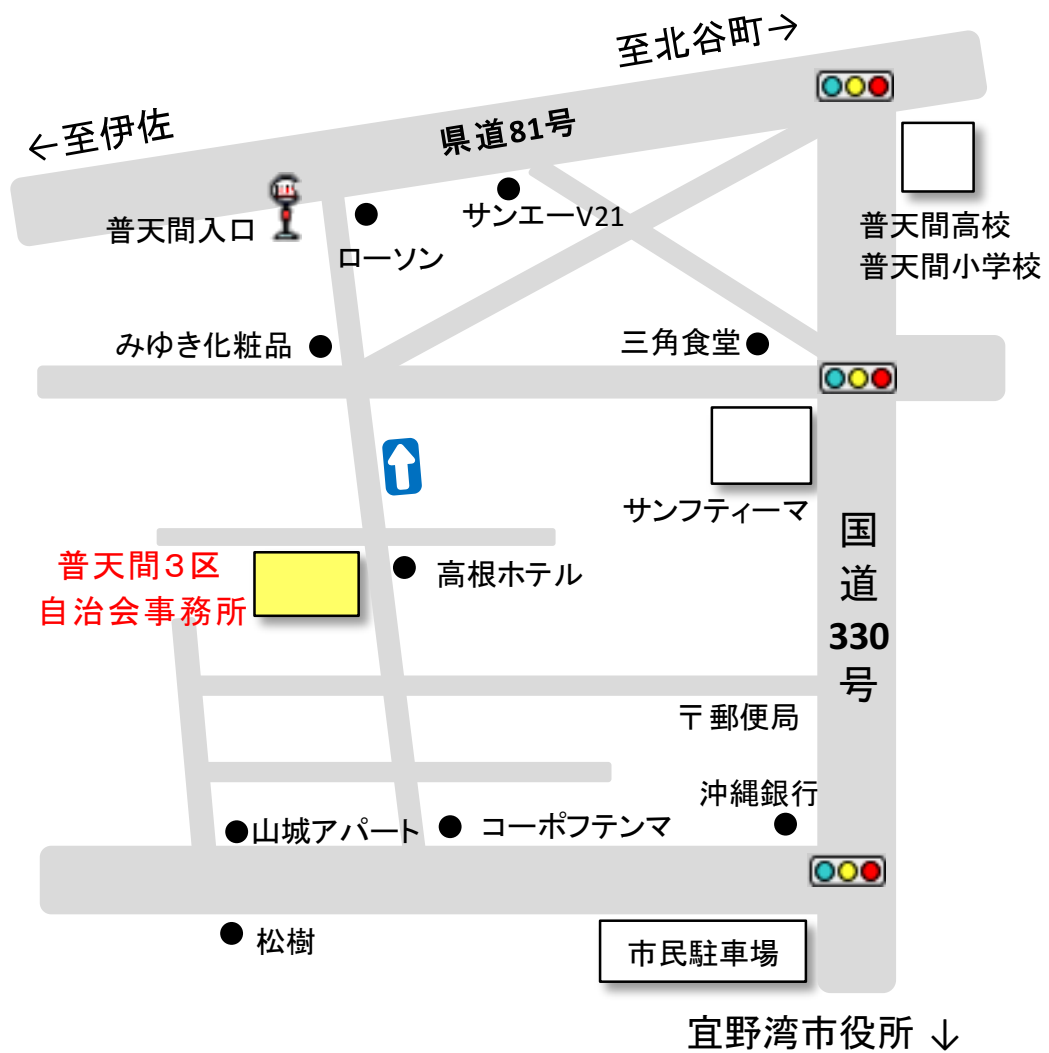 至北谷町→
←至伊佐
県道81号
普天間入口
ローソン
サンエーV21
普天間高校
普天間小学校
みゆき化粧品
三角食堂
サンフティーマ
国道330号
普天間３区
自治会事務所
高根ホテル
〒郵便局
沖縄銀行
山城アパート
コーポフテンマ
松樹
市民駐車場
宜野湾市役所 ↓